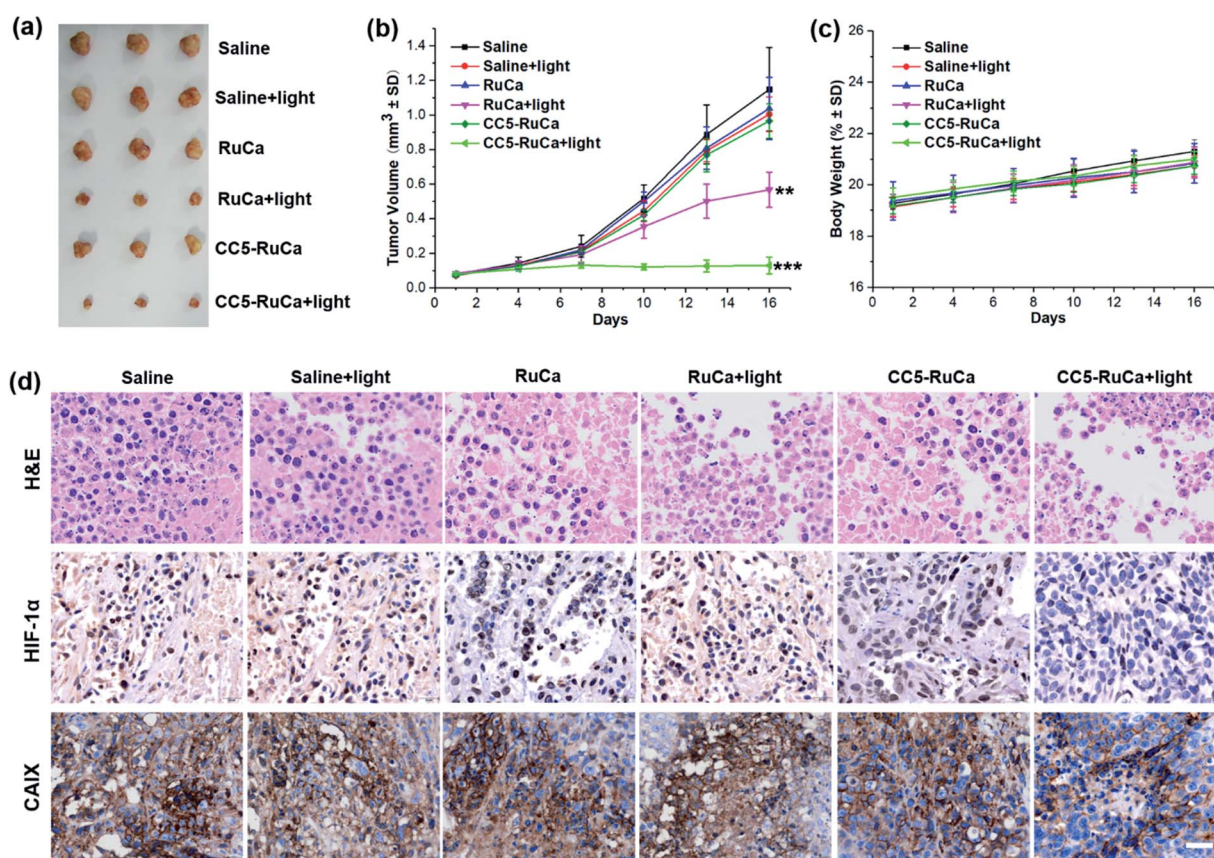 (a)
Saline
Saline+light
RuCa
RuCa+light
CC5-RuCa
CC5-RuCa+light
(b)
Tumor Volume (mm³ ± SD)
1.4
1.2
1.0
0.8
0.6
0.4
0.2
0.0
Saline
Saline+light
RuCa
RuCa+light
CC5-RuCa
CC5-RuCa+light
**
***
0 2 4 6 8 10 12 14 16
Days
(c)
Body Weight (% ± SD)
26
24
22
20
18
16
Saline
Saline+light
RuCa
RuCa+light
CC5-RuCa
CC5-RuCa+light
0 2 4 6 8 10 12 14 16
Days
(d)
Saline Saline+light RuCa RuCa+light CC5-RuCa CC5-RuCa+light
H&E
HIF-1α
CAIX